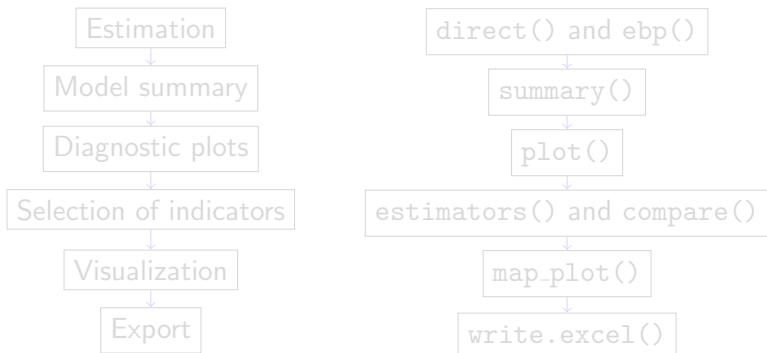 Estimation
Model summary
Diagnostic plots
Selection of indicators
Visualization
Export
direct() and ebp()
summary()
plot()
estimators() and compare()
map_plot()
write.excel()